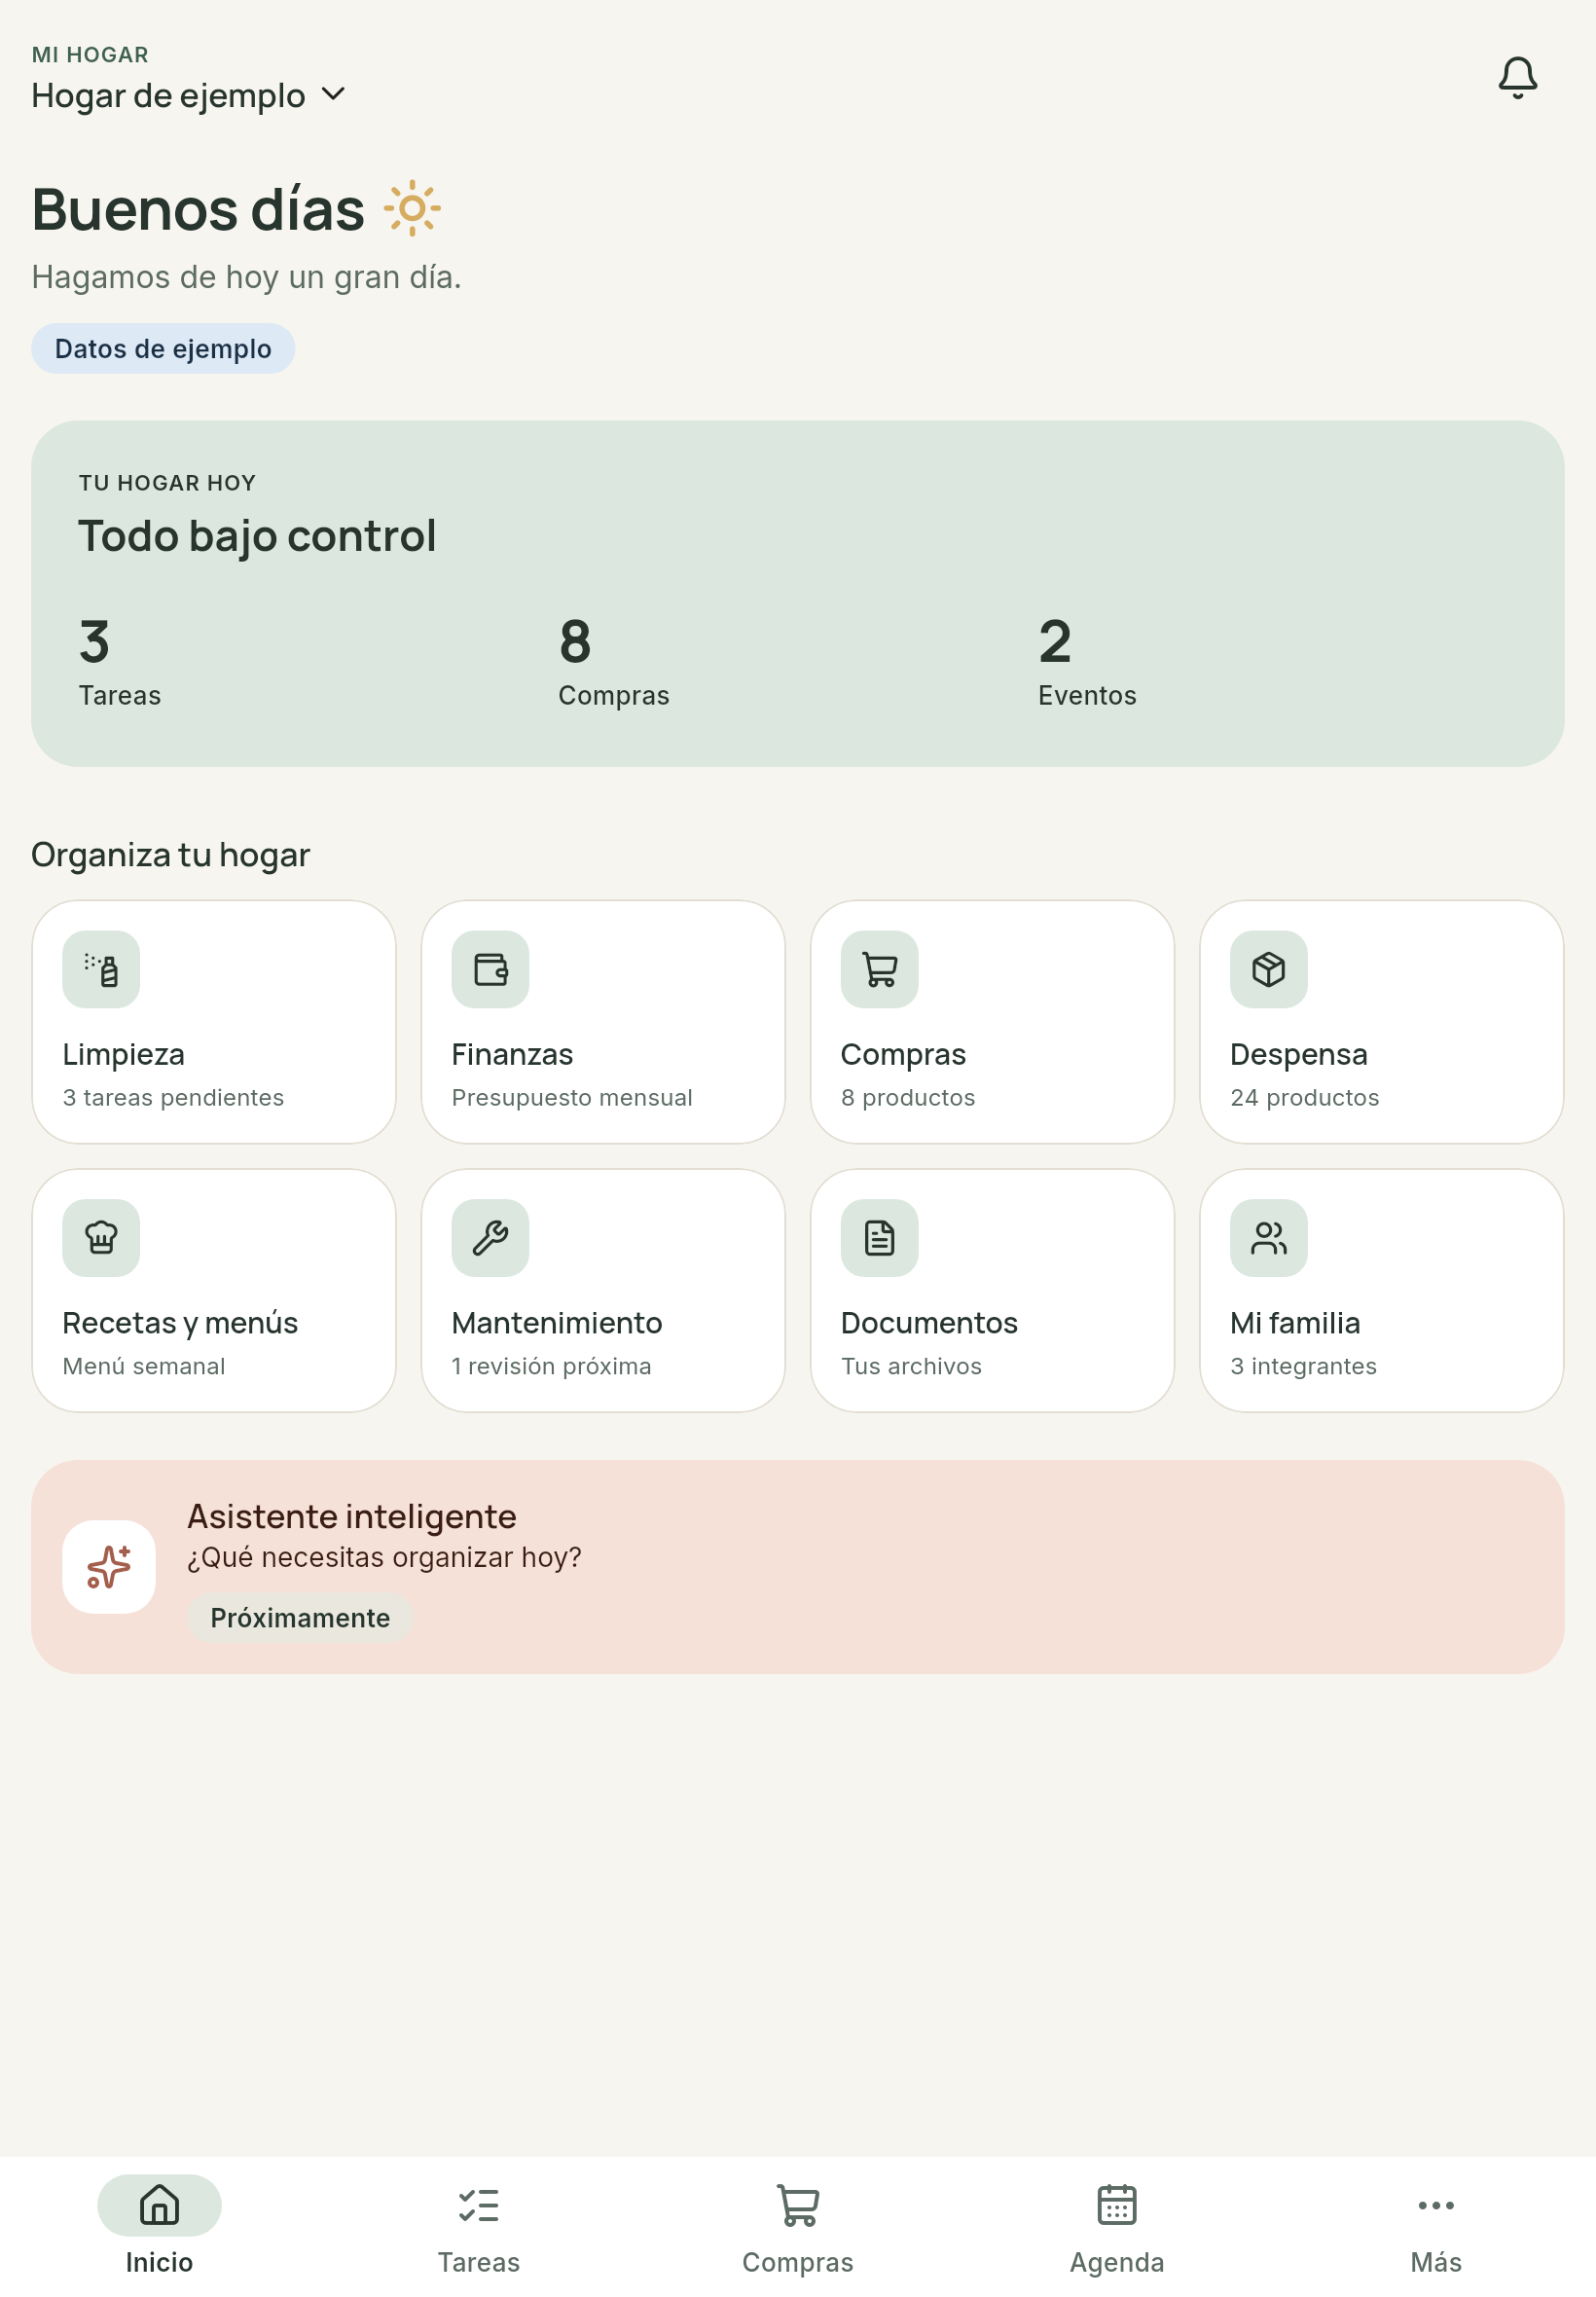 MI HOGAR
Hogar de ejemplo
Buenos días
Hagamos de hoy un gran día.
Datos de ejemplo
TU HOGAR HOY
Todo bajo control
3 8 2
Tareas Compras Eventos
Organiza tu hogar
Limpieza Finanzas Compras Despensa
3 tareas pendientes Presupuesto mensual 8 productos 24 productos
Recetas y menús Mantenimiento Documentos Mi familia
Menú semanal 1 revisión próxima Tus archivos 3 integrantes
Asistente inteligente
¿Qué necesitas organizar hoy?
Próximamente
Inicio Tareas Compras Agenda Más